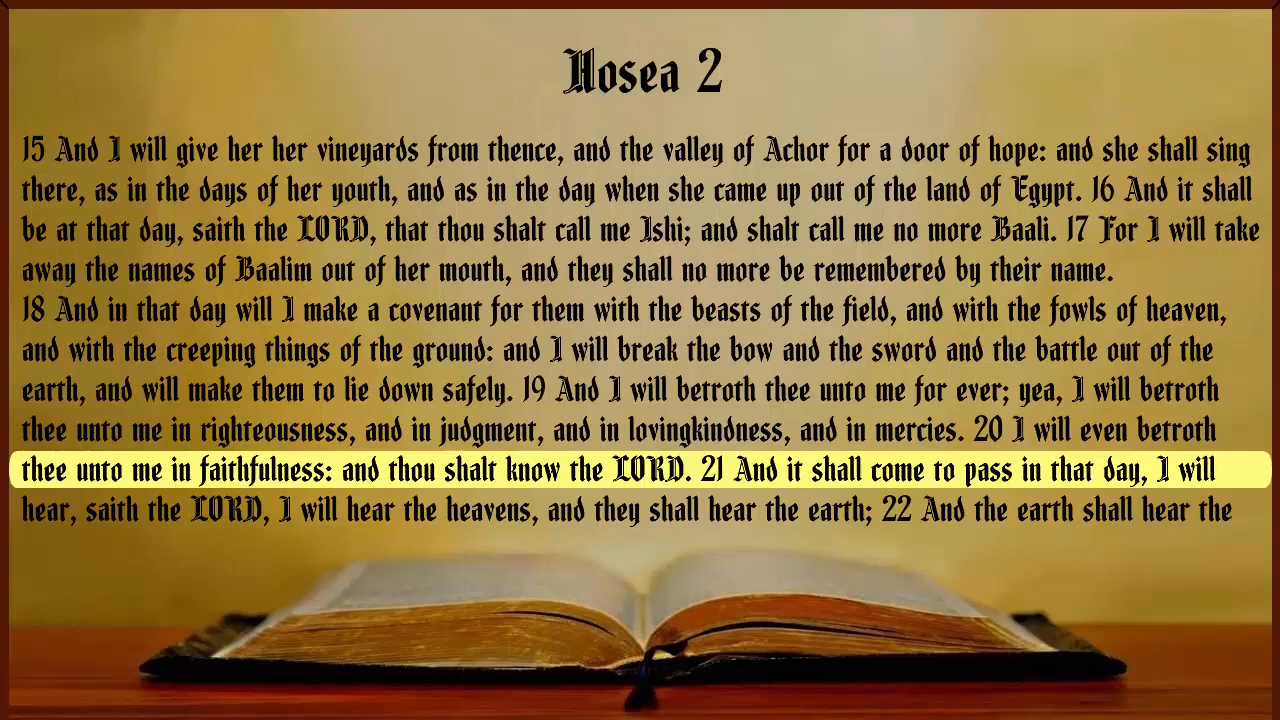 Hosea 2
15 And I will give her her vineyards from thence, and the valley of Achor for a door of hope: and she shall sing
there, as in the days of her youth, and as in the day when she came up out of the land of Egypt. 16 And it shall
be at that day, saith the LORD, that thou shalt call me Ishi; and shalt call me no more Baali. 17 For I will take
away the names of Baalim out of her mouth, and they shall no more be remembered by their name.
18 And in that day will I make a covenant for them with the beasts of the field, and with the fowls of heaven,
and with the creeping things of the ground: and I will break the bow and the sword and the battle out of the
earth, and will make them to lie down safely. 19 And I will betroth thee unto me for ever; yea, I will betroth
thee unto me in righteousness, and in judgment, and in lovingkindness, and in mercies. 20 I will even betroth
thee unto me in faithfulness: and thou shalt know the LORD. 21 And it shall come to pass in that day, I will
hear, saith the LORD, I will hear the heavens, and they shall hear the earth; 22 And the earth shall hear the